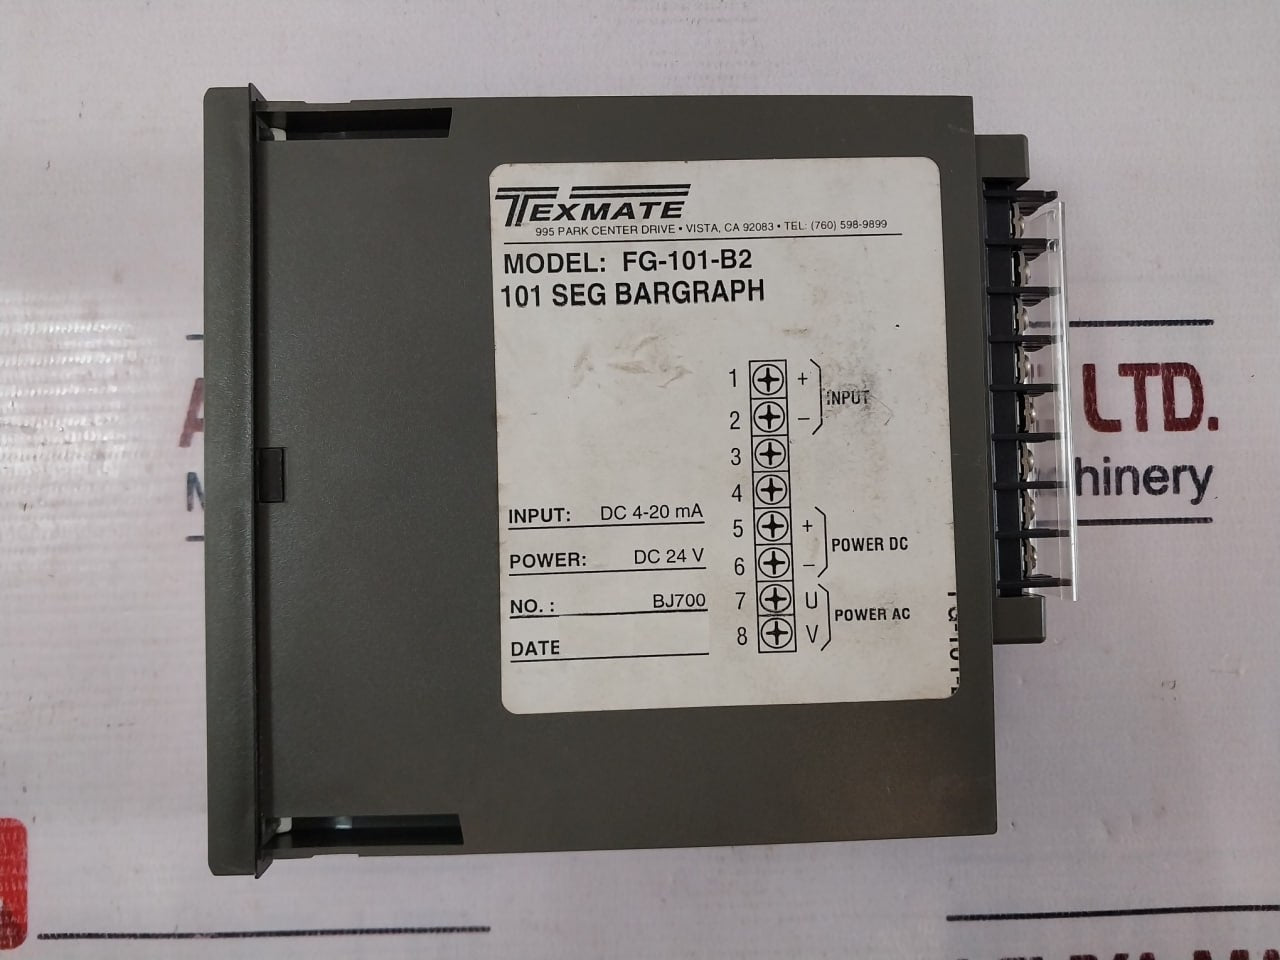 TEXMATE
995 PARK CENTER DRIVE • VISTA, CA 92083 • TEL: (760) 598-9899
MODEL: FG-101-B2
101 SEG BARGRAPH
1 +
2 – INPUT
3
4
5 +
6 – POWER DC
7 U
8 V POWER AC
INPUT: DC 4-20 mA
POWER: DC 24 V
NO. : BJ700
DATE
LTD.